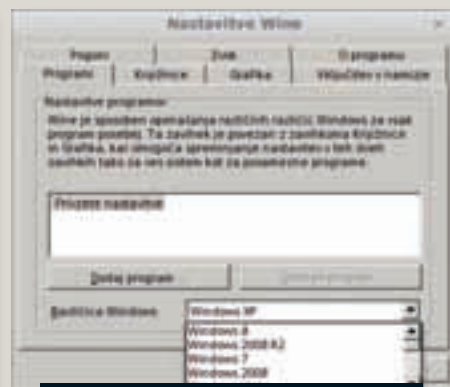 Nastavitve Wine
Pogoni Zvok O programu
Programi Knjižnice Grafika Vključitev v namizje
Nastavitve programov
Wine je sposoben oponašanja različnih različic Windows za vsak
program posebej. Ta zavihek je povezan z zavihkoma Knjižnice
in Grafika, kar omogoča spreminjanje nastavitev v teh dveh
zavihkih tako za ves sistem kot za posamezne programe.
Privzete nastavitve
Dodaj program program
Različica Windows: Windows XP
Windows 8
Windows 2008 R2
Windows 7
Windows 2008